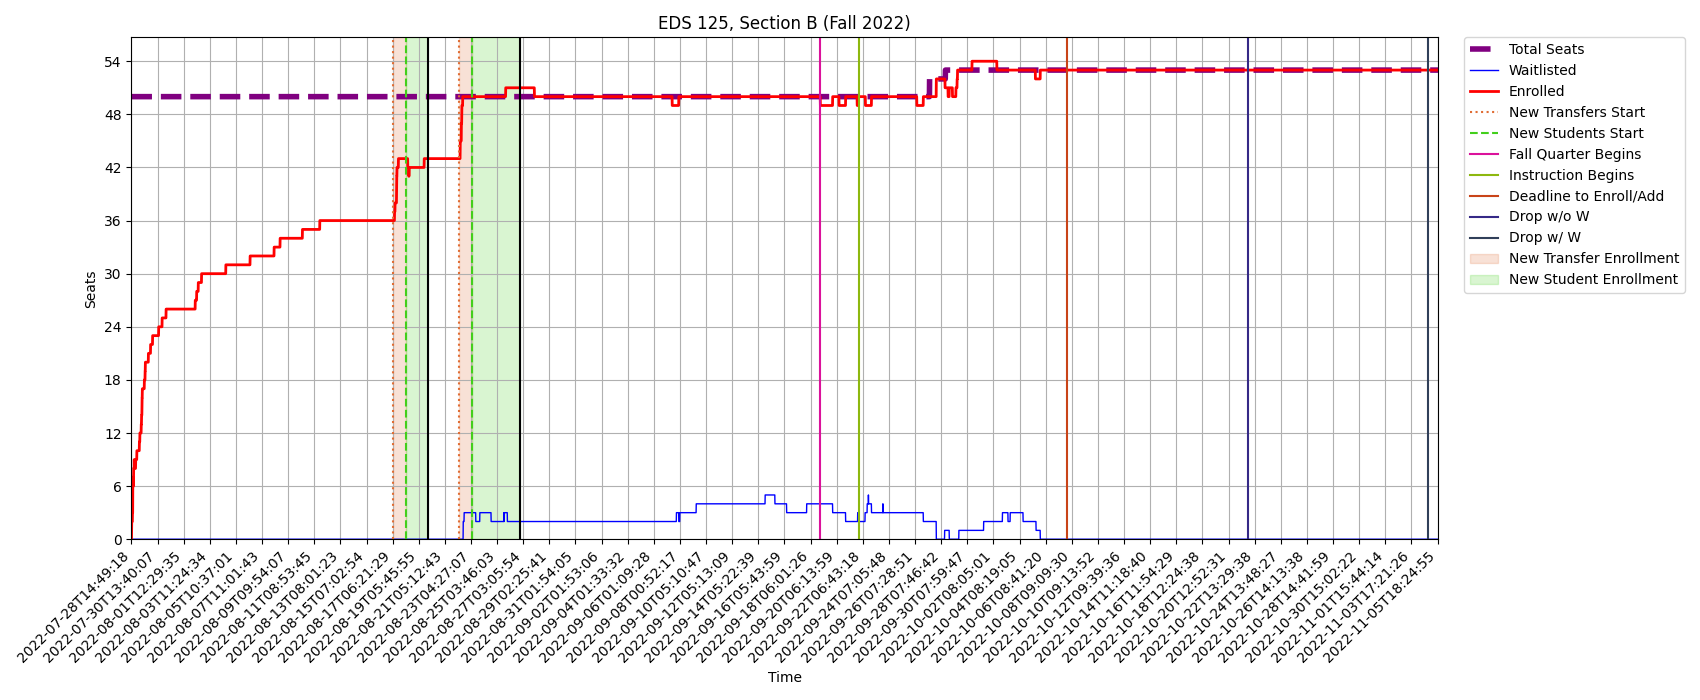 EDS 125, Section B (Fall 2022)
54
48
42
36
30
24
18
12
6
0
Seats
2022-07-28T14:49:18
2022-07-30T13:40:07
2022-08-01T12:29:35
2022-08-03T11:24:34
2022-08-05T10:37:01
2022-08-07T11:01:43
2022-08-09T09:54:07
2022-08-11T08:53:45
2022-08-13T08:01:23
2022-08-15T07:02:54
2022-08-17T06:21:29
2022-08-19T05:45:55
2022-08-21T05:12:43
2022-08-23T04:27:07
2022-08-25T03:46:03
2022-08-27T03:05:54
2022-08-29T02:25:41
2022-08-31T01:54:05
2022-09-02T01:53:06
2022-09-04T01:33:32
2022-09-06T01:09:28
2022-09-08T00:52:17
2022-09-10T05:10:47
2022-09-12T05:13:09
2022-09-14T05:22:39
2022-09-16T05:43:59
2022-09-18T06:01:26
2022-09-20T06:13:59
2022-09-22T06:43:18
2022-09-24T07:05:48
2022-09-26T07:28:51
2022-09-28T07:46:42
2022-09-30T07:59:47
2022-10-02T08:05:01
2022-10-04T08:19:05
2022-10-06T08:41:20
2022-10-08T09:09:30
2022-10-10T09:13:52
2022-10-12T09:39:36
2022-10-14T11:18:40
2022-10-16T11:54:29
2022-10-18T12:24:38
2022-10-20T12:52:31
2022-10-22T13:29:38
2022-10-24T13:48:27
2022-10-26T14:13:38
2022-10-28T14:41:59
2022-10-30T15:02:22
2022-11-01T15:44:14
2022-11-03T17:21:26
2022-11-05T18:24:55
Time
Total Seats
Waitlisted
Enrolled
New Transfers Start
New Students Start
Fall Quarter Begins
Instruction Begins
Deadline to Enroll/Add
Drop w/o W
Drop w/ W
New Transfer Enrollment
New Student Enrollment